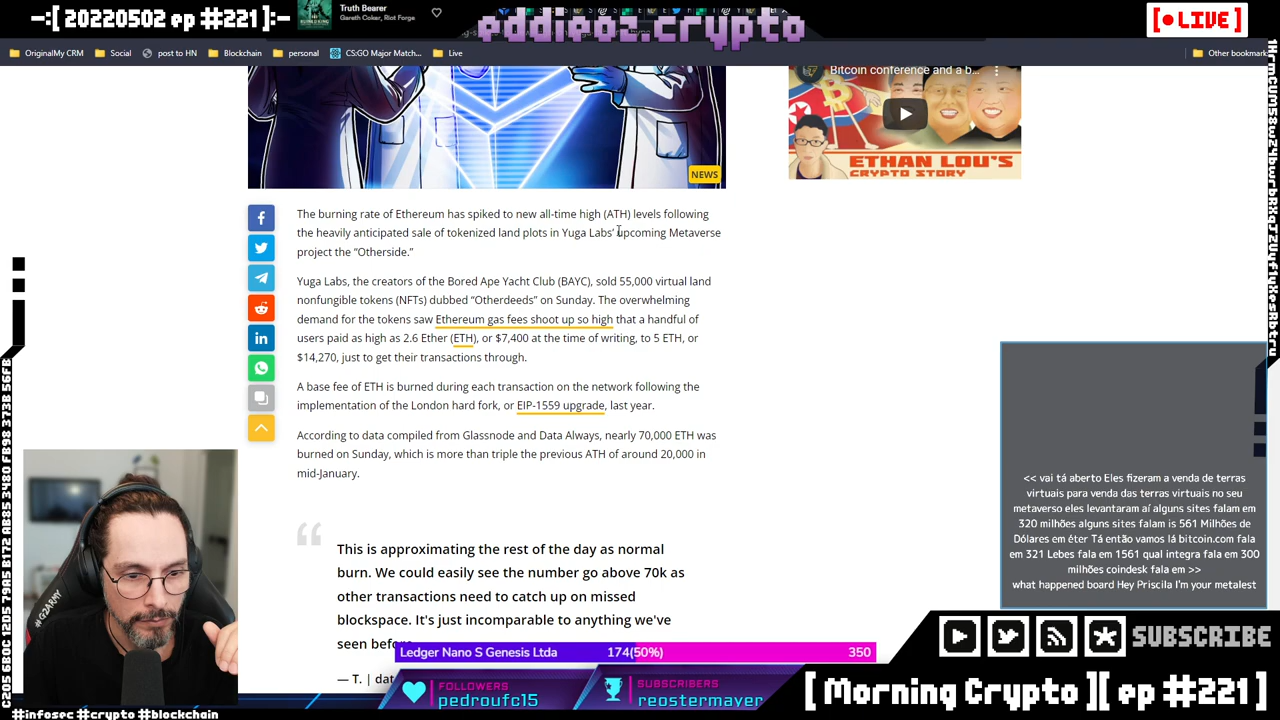 -:[ 20220502 ep #221 ]:-
Truth Bearer
Gareth Coker, Riot Forge
eddieoz.crypto
[ LIVE ]
OriginalMy CRM
Social
post to HN
Blockchain
personal
CS:GO Major Match...
Live
Other bookmark
Bitcoin conference and a b...
ETHAN LOU'S
CRYPTO STORY
NEWS
The burning rate of Ethereum has spiked to new all-time high (ATH) levels following
the heavily anticipated sale of tokenized land plots in Yuga Labs' upcoming Metaverse
project the “Otherside.”
Yuga Labs, the creators of the Bored Ape Yacht Club (BAYC), sold 55,000 virtual land
nonfungible tokens (NFTs) dubbed “Otherdeeds” on Sunday. The overwhelming
demand for the tokens saw Ethereum gas fees shoot up so high that a handful of
users paid as high as 2.6 Ether (ETH), or $7,400 at the time of writing, to 5 ETH, or
$14,270, just to get their transactions through.
A base fee of ETH is burned during each transaction on the network following the
implementation of the London hard fork, or EIP-1559 upgrade, last year.
According to data compiled from Glassnode and Data Always, nearly 70,000 ETH was
burned on Sunday, which is more than triple the previous ATH of around 20,000 in
mid-January.
This is approximating the rest of the day as normal
burn. We could easily see the number go above 70k as
other transactions need to catch up on missed
blockspace. It's just incomparable to anything we've
seen before
— T. | dat
#G2ARMY
<< vai tá aberto Eles fizeram a venda de terras
virtuais para venda das terras virtuais no seu
metaverso eles levantaram aí alguns sites falam em
320 milhões alguns sites falam is 561 Milhões de
Dólares em éter Tá então vamos lá bitcoin.com fala
em 321 Lebes fala em 1561 qual integra fala em 300
milhões coindesk fala em >>
what happened board Hey Priscila I'm your metalest
Ledger Nano S Genesis Ltda 174(50%) 350
FOLLOWERS
pedroufc15
SUBSCRIBERS
reostermayer
SUBSCRIBE
[ Morning Crypto ][ ep #221 ]
#infosec #crypto #blockchain